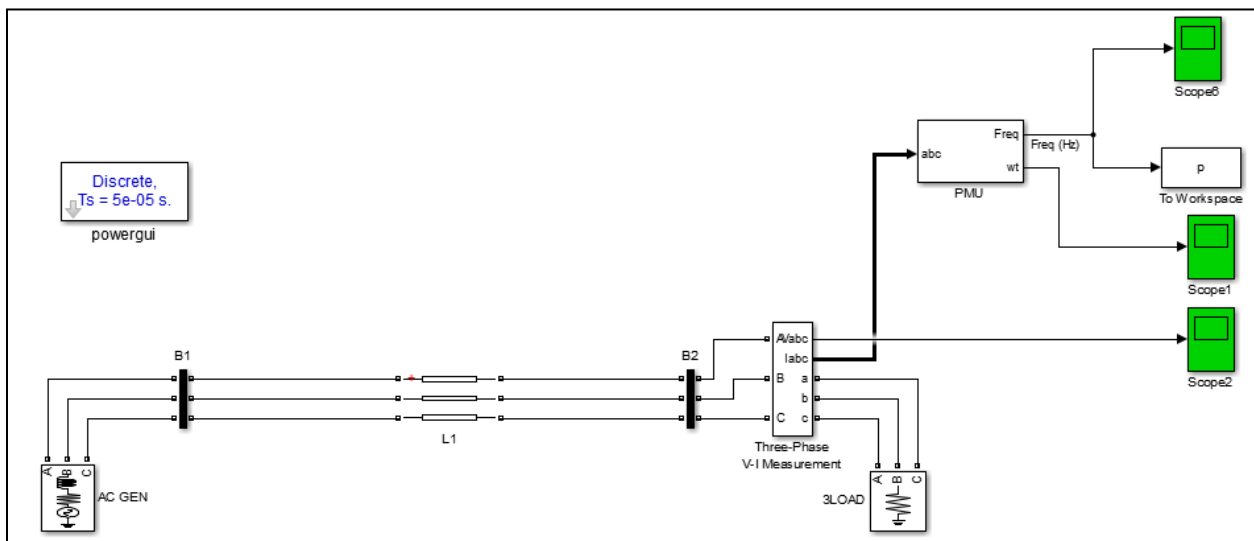 Scope6
Freq
abc
Freq (Hz)
wt
PMU
p
To Workspace
Discrete,
Ts = 5e-05 s.
powergui
Scope1
B1
B2
A
Vabc
Iabc
B
a
b
C
c
Scope2
L1
Three-Phase
V-I Measurement
A
B
C
AC GEN
A
B
C
3LOAD